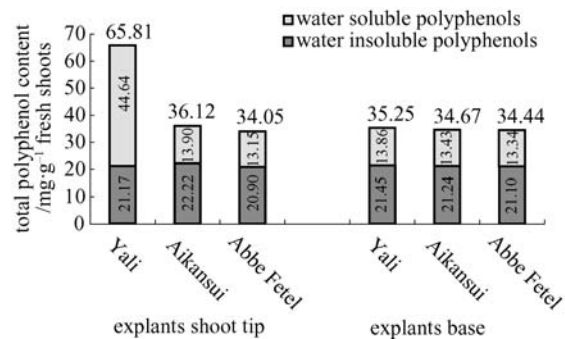 water soluble polyphenols
water insoluble polyphenols
total polyphenol content
/mg·g⁻¹ fresh shoots
80
70
60
50
40
30
20
10
0
65.81
44.64
21.17
36.12
13.90
22.22
34.05
13.15
20.90
35.25
13.86
21.45
34.67
13.43
21.24
34.44
13.34
21.10
Yali
Aikansui
Abbe Fetel
Yali
Aikansui
Abbe Fetel
explants shoot tip
explants base